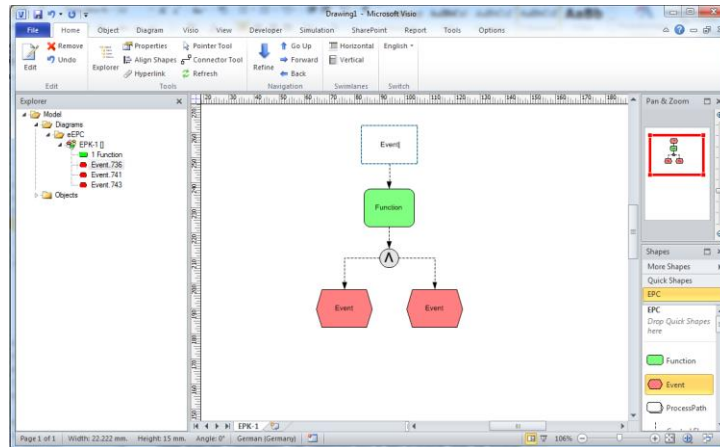 Drawing1 - Microsoft Visio
File Home Object Diagram Visio View Developer Simulation SharePoint Report Tools Options
Edit
Remove
Undo
Edit
Explorer
Properties
Align Shapes
Hyperlink
Pointer Tool
Connector Tool
Refresh
Tools
Refine
Go Up
Forward
Back
Navigation
Horizontal
Vertical
Swimlanes
English
Switch
Explorer
Model
Diagrams
eEPC
EPK-1 []
1 Function
Event.736
Event.741
Event.743
Objects
Event
Function
Event Event
EPK-1
Pan & Zoom
Shapes
More Shapes
Quick Shapes
EPC
EPC
Drop Quick Shapes
here
Function
Event
ProcessPath
Page 1 of 1 Width: 22.222 mm. Height: 15 mm. Angle: 0° German (Germany) 106%